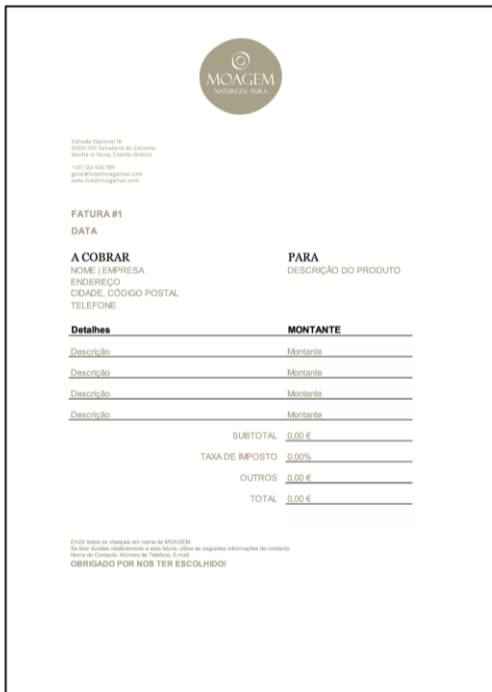 MOAGEM
NATUREZA PURA
Estrada Nacional 18
6060-501 Salvaterra do Extremo
Idanha-a-Nova, Castelo Branco
+351 123 456 789
geral@hotelmoagemse.com
www.hotelmoagemse.com
FATURA #1
DATA
A COBRAR
NOME | EMPRESA
ENDEREÇO
CIDADE, CÓDIGO POSTAL
TELEFONE
PARA
DESCRIÇÃO DO PRODUTO
Detalhes MONTANTE
Descrição Montante
Descrição Montante
Descrição Montante
Descrição Montante
SUBTOTAL 0,00 €
TAXA DE IMPOSTO 0,00%
OUTROS 0,00 €
TOTAL 0,00 €
Emitir todos os cheques em nome de MOAGEM.
Se tiver dúvidas relativamente a esta fatura, utilize as seguintes informações de contacto:
Nome do Contacto, Número de Telefone, E-mail.
OBRIGADO POR NOS TER ESCOLHIDO!